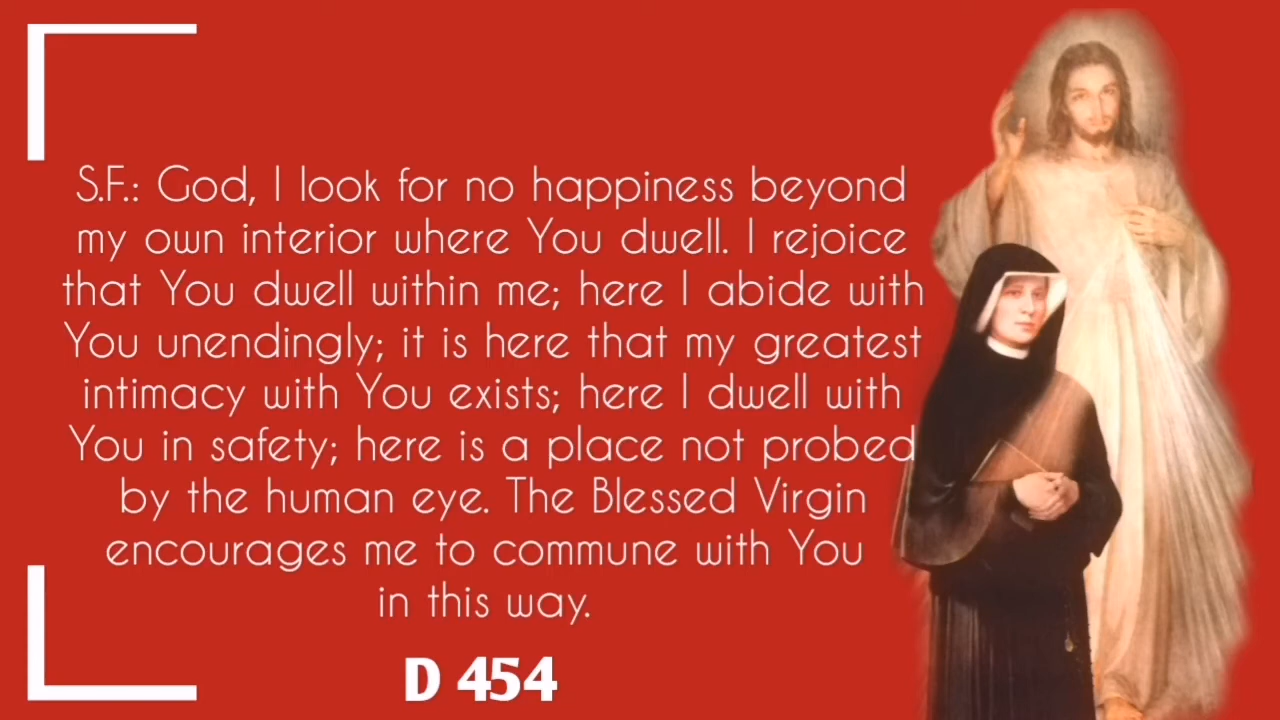 S.F.: God, I look for no happiness beyond
my own interior where You dwell. I rejoice
that You dwell within me; here I abide with
You unendingly; it is here that my greatest
intimacy with You exists; here I dwell with
You in safety; here is a place not probed
by the human eye. The Blessed Virgin
encourages me to commune with You
in this way.
D 454